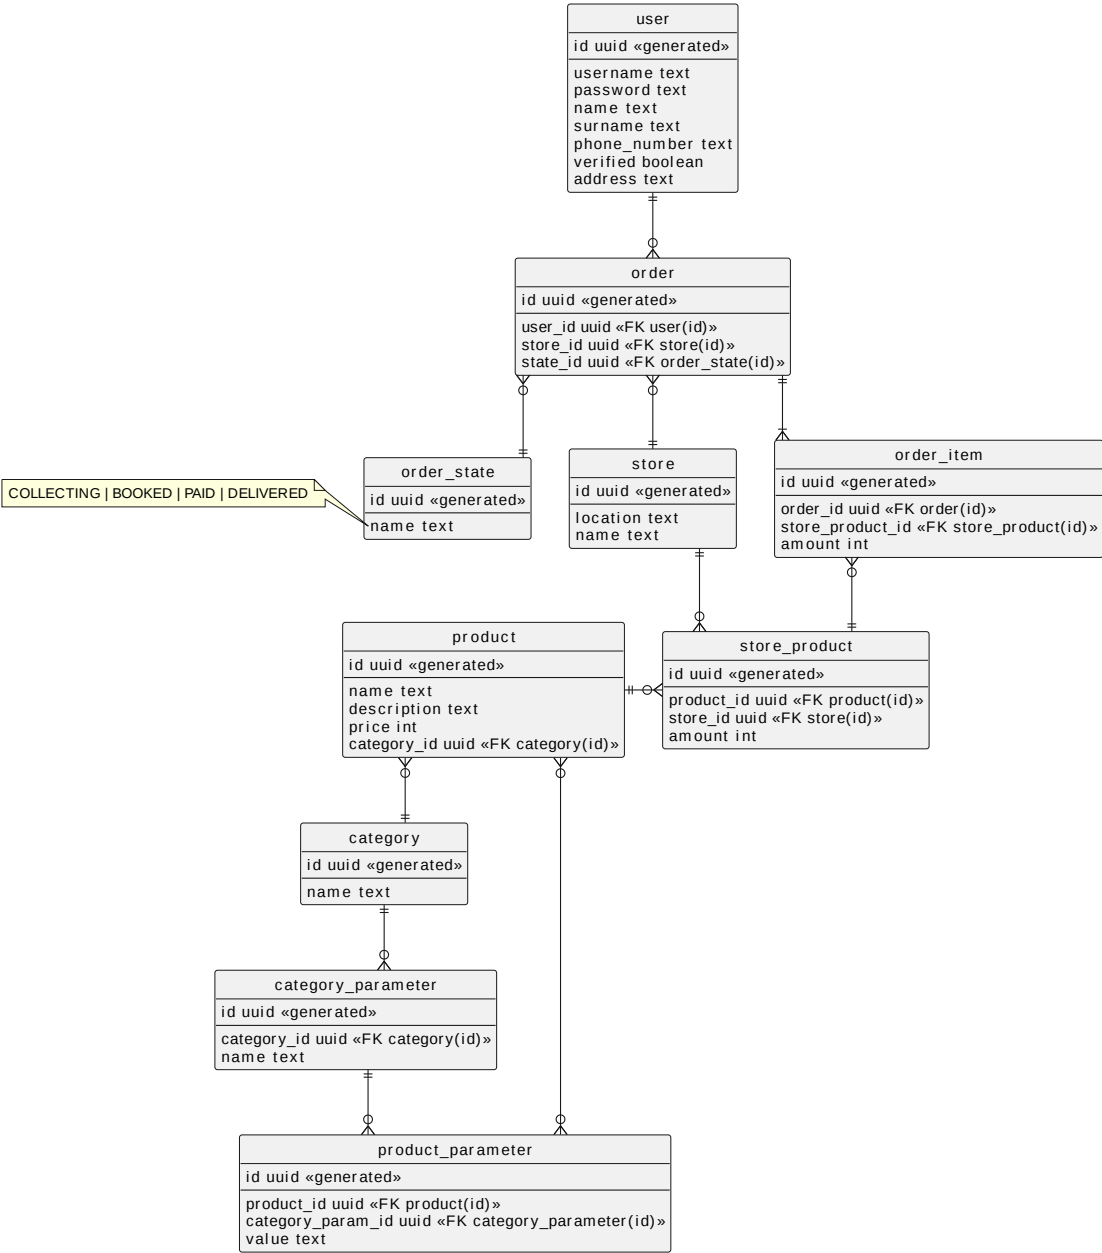 user
id uuid «generated»
username text
password text
name text
surname text
phone_number text
verified boolean
address text
order
id uuid «generated»
user_id uuid «FK user(id)»
store_id uuid «FK store(id)»
state_id uuid «FK order_state(id)»
COLLECTING | BOOKED | PAID | DELIVERED
order_state
id uuid «generated»
name text
store
id uuid «generated»
location text
name text
order_item
id uuid «generated»
order_id uuid «FK order(id)»
store_product_id «FK store_product(id)»
amount int
product
id uuid «generated»
name text
description text
price int
category_id uuid «FK category(id)»
store_product
id uuid «generated»
product_id uuid «FK product(id)»
store_id uuid «FK store(id)»
amount int
category
id uuid «generated»
name text
category_parameter
id uuid «generated»
category_id uuid «FK category(id)»
name text
product_parameter
id uuid «generated»
product_id uuid «FK product(id)»
category_param_id uuid «FK category_parameter(id)»
value text